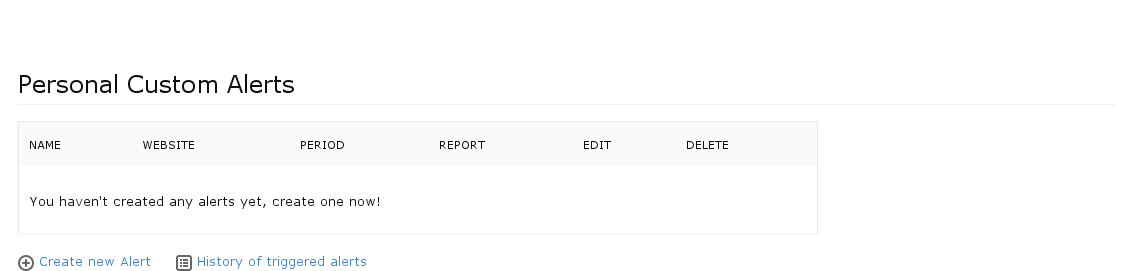 Personal Custom Alerts
NAME WEBSITE PERIOD REPORT EDIT DELETE
You haven't created any alerts yet, create one now!
Create new Alert History of triggered alerts